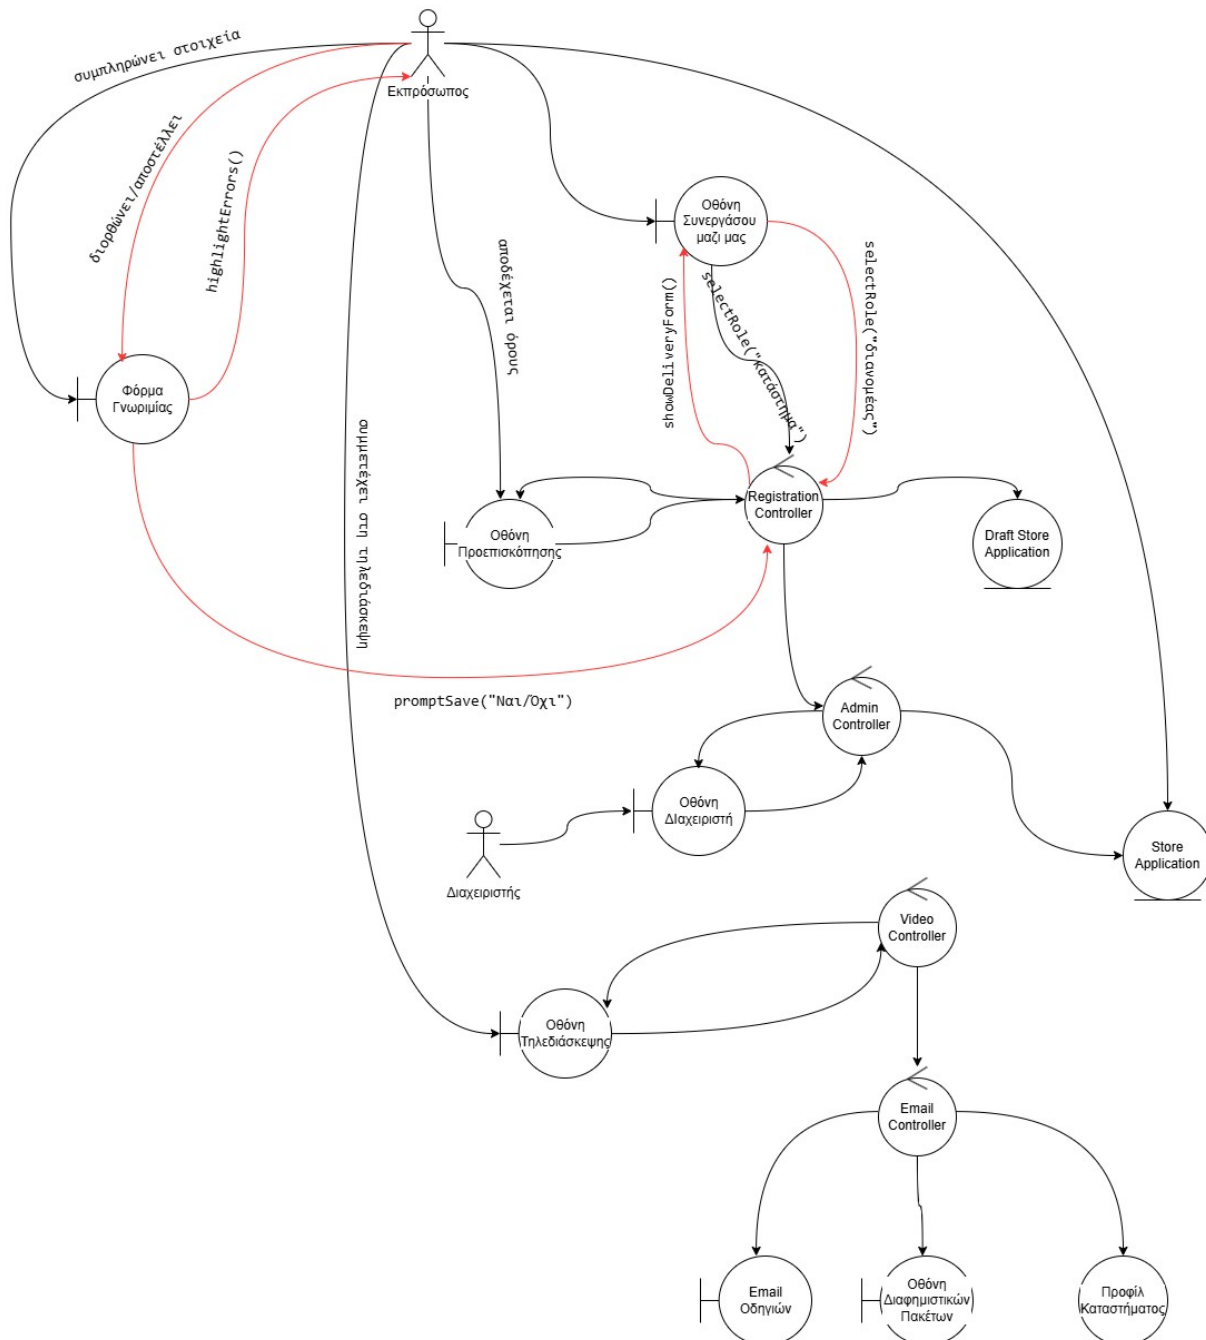 συμπληρώνει στοιχεία
Εκπρόσωπος
διορθώνει/αποστέλλει
highlightErrors()
Οθόνη
Συνεργάσου
μαζι μας
αποδέχεται όρους
showDeliveryForm()
selectRole("κατάστημα")
selectRole("διανομέας")
Φόρμα
Γνωριμίας
συμμετέχει στη τηλεδιάσκεψη
Registration
Controller
Οθόνη
Προεπισκόπησης
Draft Store
Application
promptSave("Ναι/Όχι")
Admin
Controller
Οθόνη
ΔΙαχειριστή
Διαχειριστής
Store
Application
Video
Controller
Οθόνη
Τηλεδιάσκεψης
Email
Controller
Email
Οδηγιών
Οθόνη
Διαφημιστικών
Πακέτων
Προφίλ
Καταστήματος